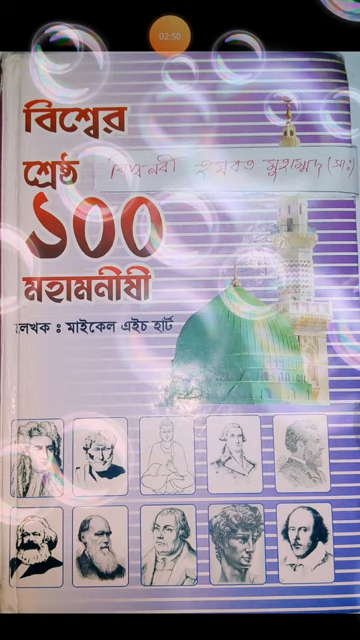 02:50
বিশ্বের
শ্রেষ্ঠ
বিশ্বনবী হযরত মুহাম্মদ (সাঃ)
১০০
মহামনীষী
লেখক : মাইকেল এইচ হার্ট